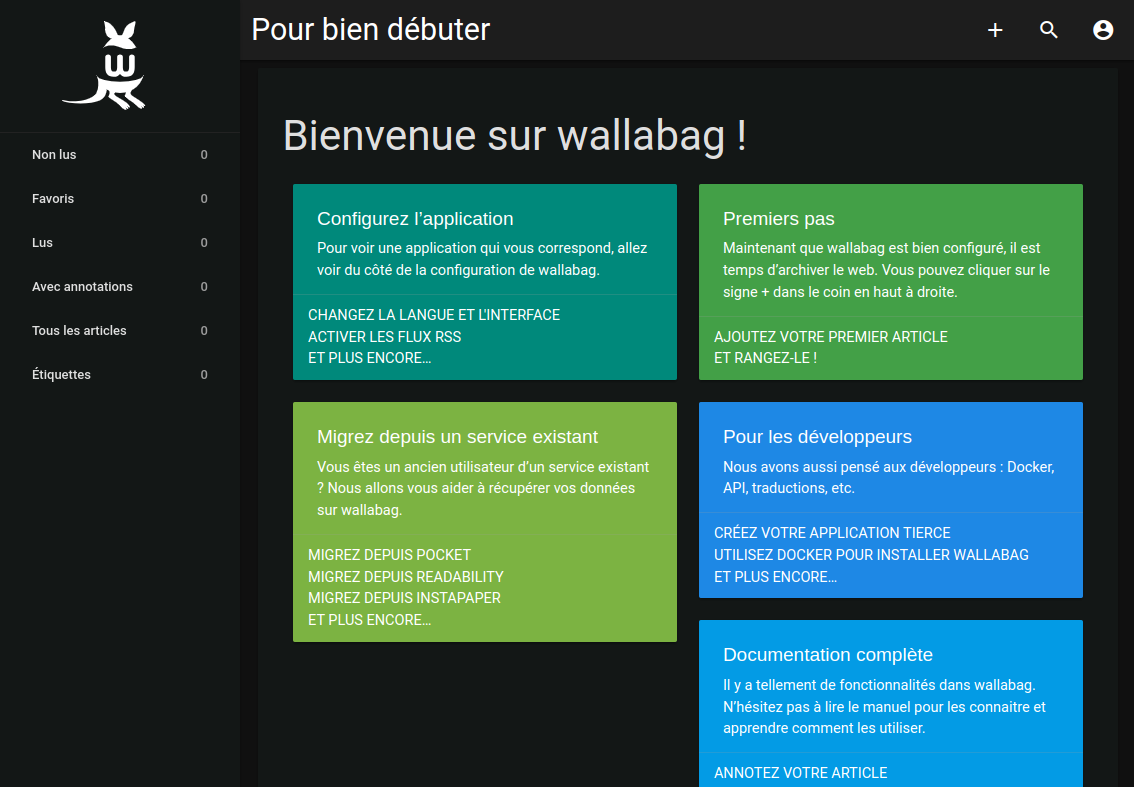 Pour bien débuter
w
Non lus 0
Favoris 0
Lus 0
Avec annotations 0
Tous les articles 0
Étiquettes 0
Bienvenue sur wallabag !
Configurez l’application
Pour voir une application qui vous correspond, allez
voir du côté de la configuration de wallabag.
CHANGEZ LA LANGUE ET L'INTERFACE
ACTIVER LES FLUX RSS
ET PLUS ENCORE…
Premiers pas
Maintenant que wallabag est bien configuré, il est
temps d’archiver le web. Vous pouvez cliquer sur le
signe + dans le coin en haut à droite.
AJOUTEZ VOTRE PREMIER ARTICLE
ET RANGEZ-LE !
Migrez depuis un service existant
Vous êtes un ancien utilisateur d’un service existant
? Nous allons vous aider à récupérer vos données
sur wallabag.
MIGREZ DEPUIS POCKET
MIGREZ DEPUIS READABILITY
MIGREZ DEPUIS INSTAPAPER
ET PLUS ENCORE…
Pour les développeurs
Nous avons aussi pensé aux développeurs : Docker,
API, traductions, etc.
CRÉEZ VOTRE APPLICATION TIERCE
UTILISEZ DOCKER POUR INSTALLER WALLABAG
ET PLUS ENCORE…
Documentation complète
Il y a tellement de fonctionnalités dans wallabag.
N’hésitez pas à lire le manuel pour les connaitre et
apprendre comment les utiliser.
ANNOTEZ VOTRE ARTICLE